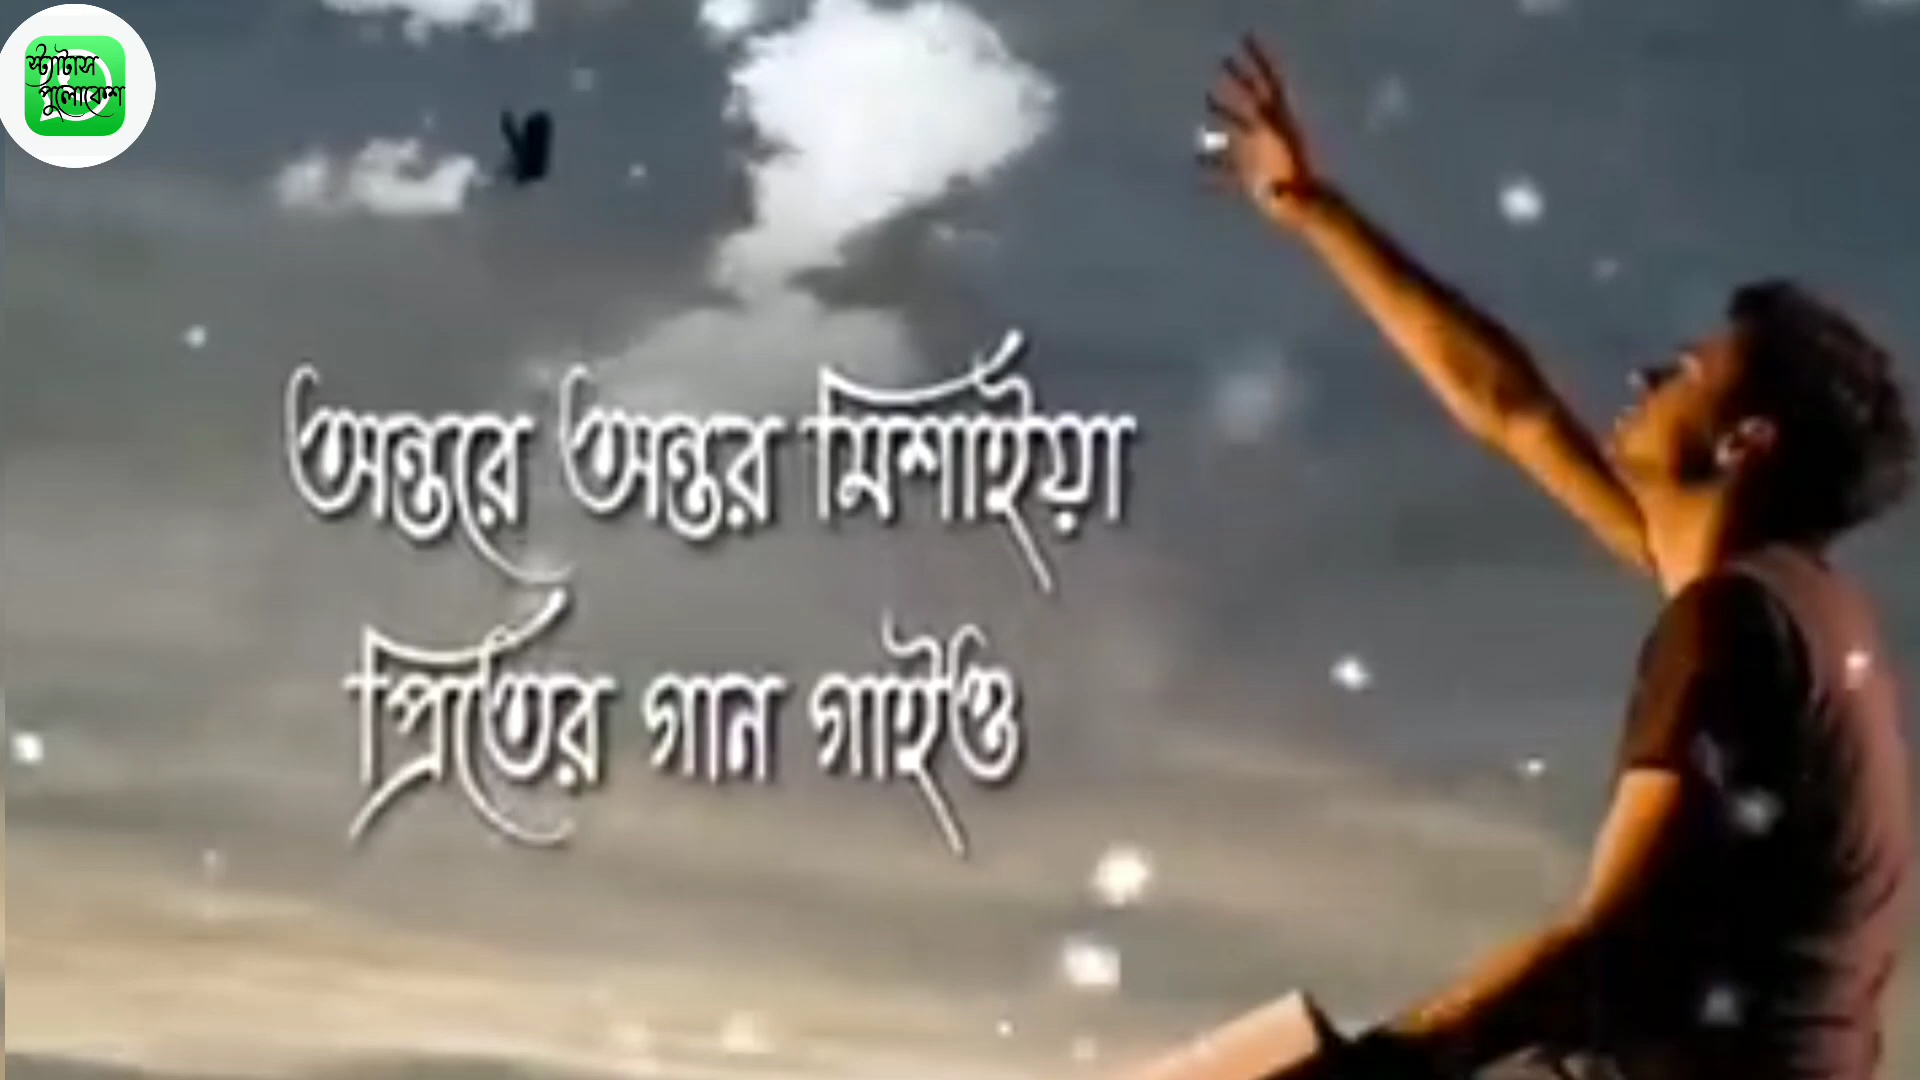 স্ট্যাটাস
পুলোকেশ
অন্তরে অন্তর মিশাইয়া
প্রিতের গান গাইও